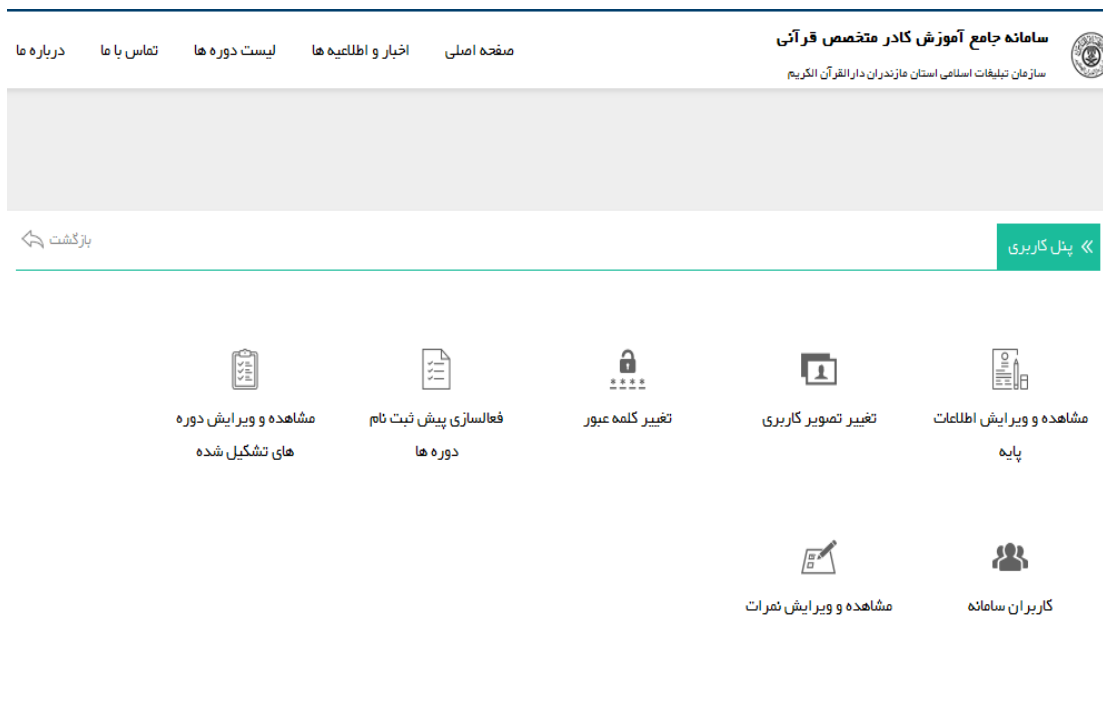 سامانه جامع آموزش کادر متخصص قرآنی
سازمان تبلیغات اسلامی استان مازندران دارالقرآن الکریم
صفحه اصلی
اخبار و اطلاعیه ها
لیست دوره ها
تماس با ما
درباره ما
» پنل کاربری
بازگشت
مشاهده و ویرایش اطلاعات
پایه
تغییر تصویر کاربری
تغییر کلمه عبور
****
فعالسازی پیش ثبت نام
دوره ها
مشاهده و ویرایش دوره
های تشکیل شده
کاربران سامانه
مشاهده و ویرایش نمرات